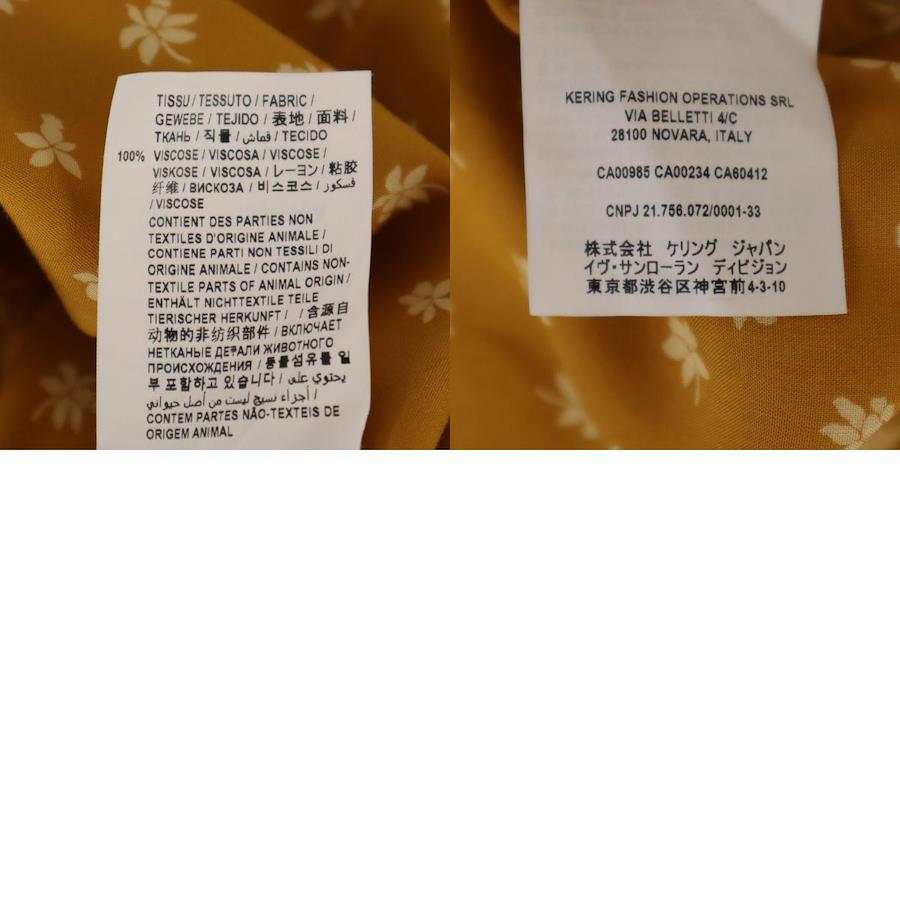 TISSU / TESSUTO / FABRIC /
GEWEBE / TEJIDO / 表地 / 面料 /
ТКАНЬ / 직물 / قماش / TECIDO
100% VISCOSE / VISCOSA / VISCOSE /
VISKOSE / VISCOSA / レーヨン / 粘胶
纤维 / ВИСКОЗА / 비스코스 / فسكوز
/ VISCOSE
CONTIENT DES PARTIES NON
TEXTILES D'ORIGINE ANIMALE /
CONTIENE PARTI NON TESSILI DI
ORIGINE ANIMALE / CONTAINS NON-
TEXTILE PARTS OF ANIMAL ORIGIN /
ENTHÄLT NICHTTEXTILE TEILE
TIERISCHER HERKUNFT / / 含源自
动物的非纺织部件 / ВКЛЮЧАЕТ
НЕТКАНЫЕ ДЕТАЛИ ЖИВОТНОГО
ПРОИСХОЖДЕНИЯ / 동물섬유를 일
부 포함하고 있습니다 / يحتوي على
أجزاء نسيج ليست من أصل حيواني /
CONTEM PARTES NÃO-TEXTEIS DE
ORIGEM ANIMAL
KERING FASHION OPERATIONS SRL
VIA BELLETTI 4/C
28100 NOVARA, ITALY
CA00985 CA00234 CA60412
CNPJ 21.756.072/0001-33
株式会社 ケリング ジャパン
イヴ・サンローラン ディビジョン
東京都渋谷区神宮前4-3-10